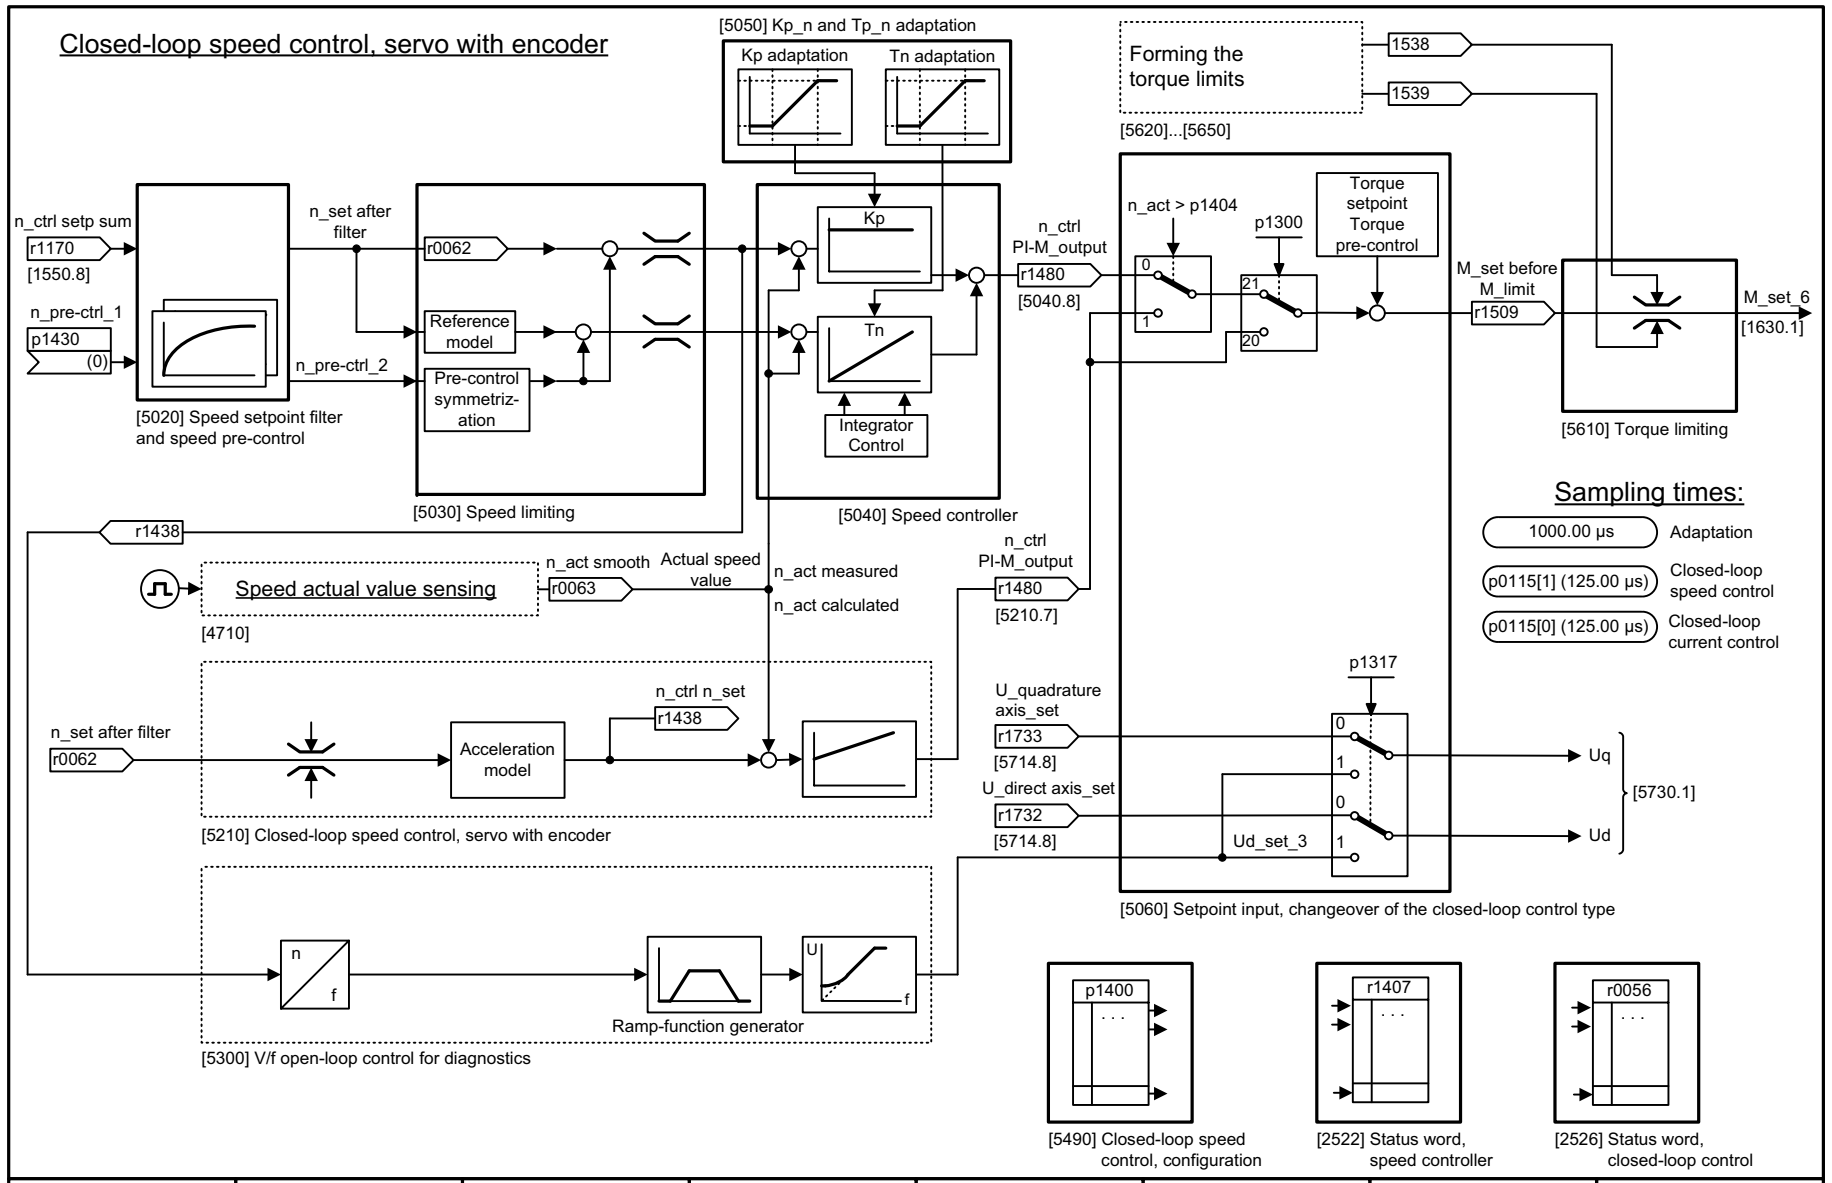 Closed-loop speed control, servo with encoder
[5050] Kp_n and Tp_n adaptation
Kp adaptation
Tn adaptation
Forming the
torque limits
1538
1539
[5620]...[5650]
n_ctrl setp sum
r1170
[1550.8]
n_pre-ctrl_1
p1430
(0)
[5020] Speed setpoint filter
and speed pre-control
n_set after
filter
n_pre-ctrl_2
r0062
Reference
model
Pre-control
symmetriz-
ation
[5030] Speed limiting
Kp
Tn
Integrator
Control
[5040] Speed controller
n_ctrl
PI-M_output
r1480
[5040.8]
n_act > p1404
0
1
p1300
21
20
Torque
setpoint
Torque
pre-control
M_set before
M_limit
r1509
M_set_6
[1630.1]
[5610] Torque limiting
Sampling times:
1000.00 µs
Adaptation
p0115[1] (125.00 µs)
Closed-loop
speed control
p0115[0] (125.00 µs)
Closed-loop
current control
r1438
Speed actual value sensing
[4710]
n_act smooth
r0063
Actual speed
value
n_act measured
n_act calculated
n_ctrl
PI-M_output
r1480
[5210.7]
n_set after filter
r0062
Acceleration
model
n_ctrl n_set
r1438
[5210] Closed-loop speed control, servo with encoder
U_quadrature
axis_set
r1733
[5714.8]
U_direct axis_set
r1732
[5714.8]
Ud_set_3
p1317
0
1
0
1
Uq
Ud
[5730.1]
[5060] Setpoint input, changeover of the closed-loop control type
n
f
Ramp-function generator
U
f
[5300] V/f open-loop control for diagnostics
p1400
. . .
[5490] Closed-loop speed
control, configuration
r1407
. . .
[2522] Status word,
speed controller
r0056
. . .
[2526] Status word,
closed-loop control